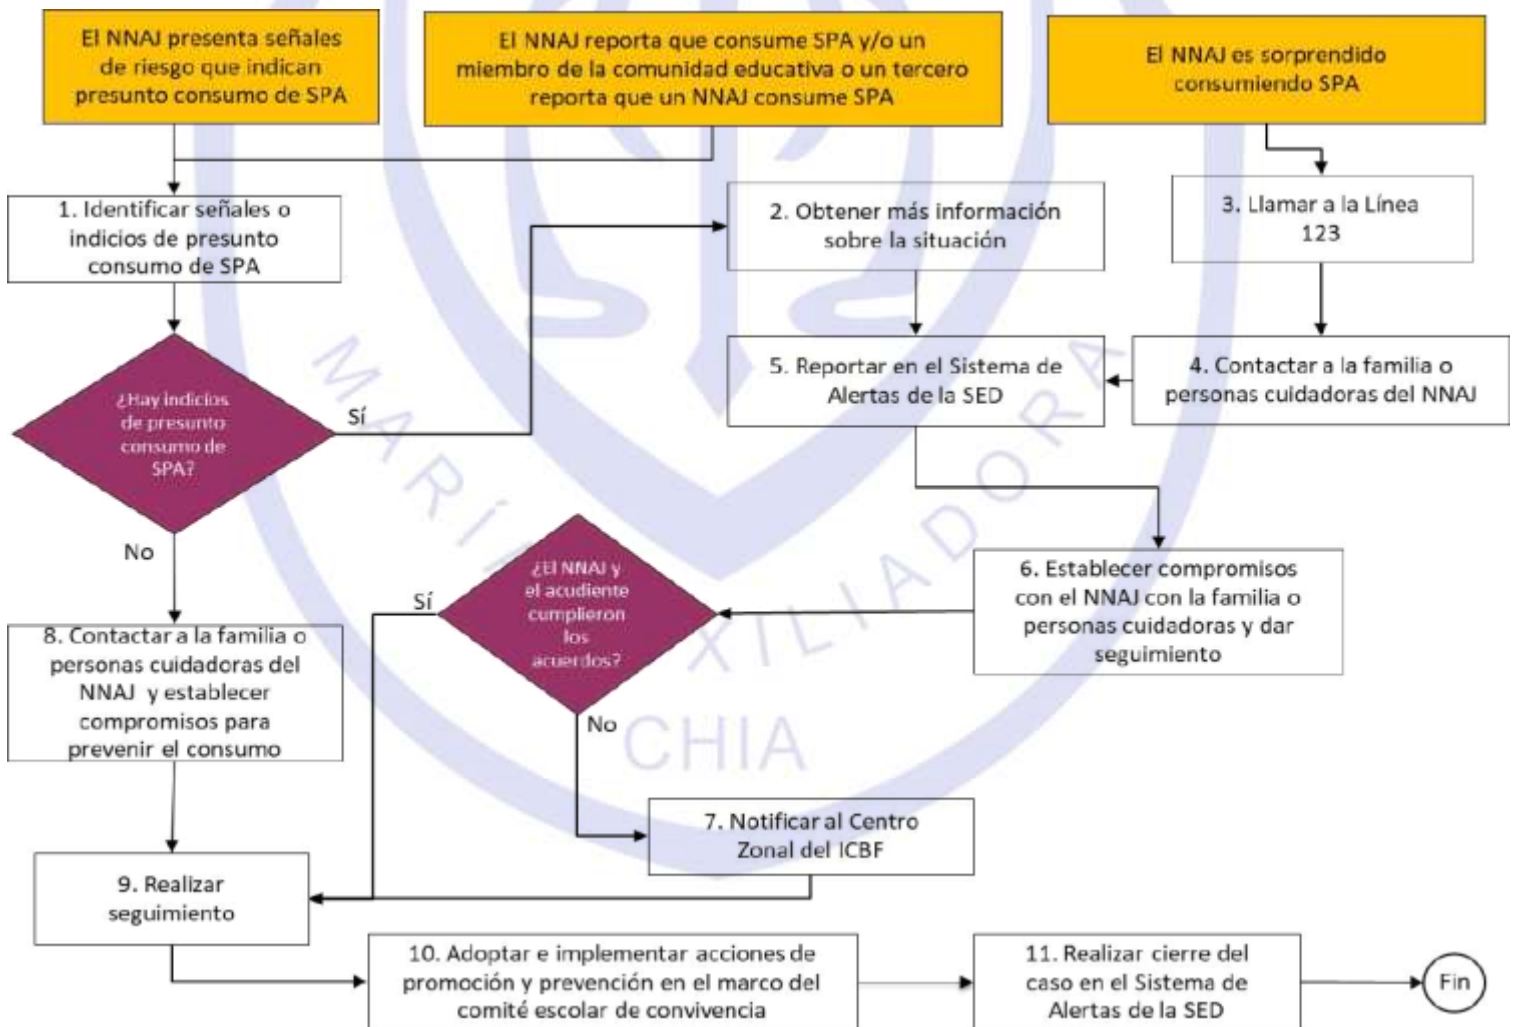 El NNAJ presenta señales
de riesgo que indican
presunto consumo de SPA
El NNAJ reporta que consume SPA y/o un
miembro de la comunidad educativa o un tercero
reporta que un NNAJ consume SPA
El NNAJ es sorprendido
consumiendo SPA
1. Identificar señales o
indicios de presunto
consumo de SPA
2. Obtener más información
sobre la situación
3. Llamar a la Línea
123
¿Hay indicios
de presunto
consumo de
SPA?
Sí
No
5. Reportar en el Sistema de
Alertas de la SED
4. Contactar a la familia o
personas cuidadoras del NNAJ
¿El NNAJ y
el acudiente
cumplieron
los
acuerdos?
Sí
No
6. Establecer compromisos
con el NNAJ con la familia o
personas cuidadoras y dar
seguimiento
8. Contactar a la familia o
personas cuidadoras del
NNAJ y establecer
compromisos para
prevenir el consumo
7. Notificar al Centro
Zonal del ICBF
9. Realizar
seguimiento
10. Adoptar e implementar acciones de
promoción y prevención en el marco del
comité escolar de convivencia
11. Realizar cierre del
caso en el Sistema de
Alertas de la SED
Fin
MARÍA XILIADORA
CHIA